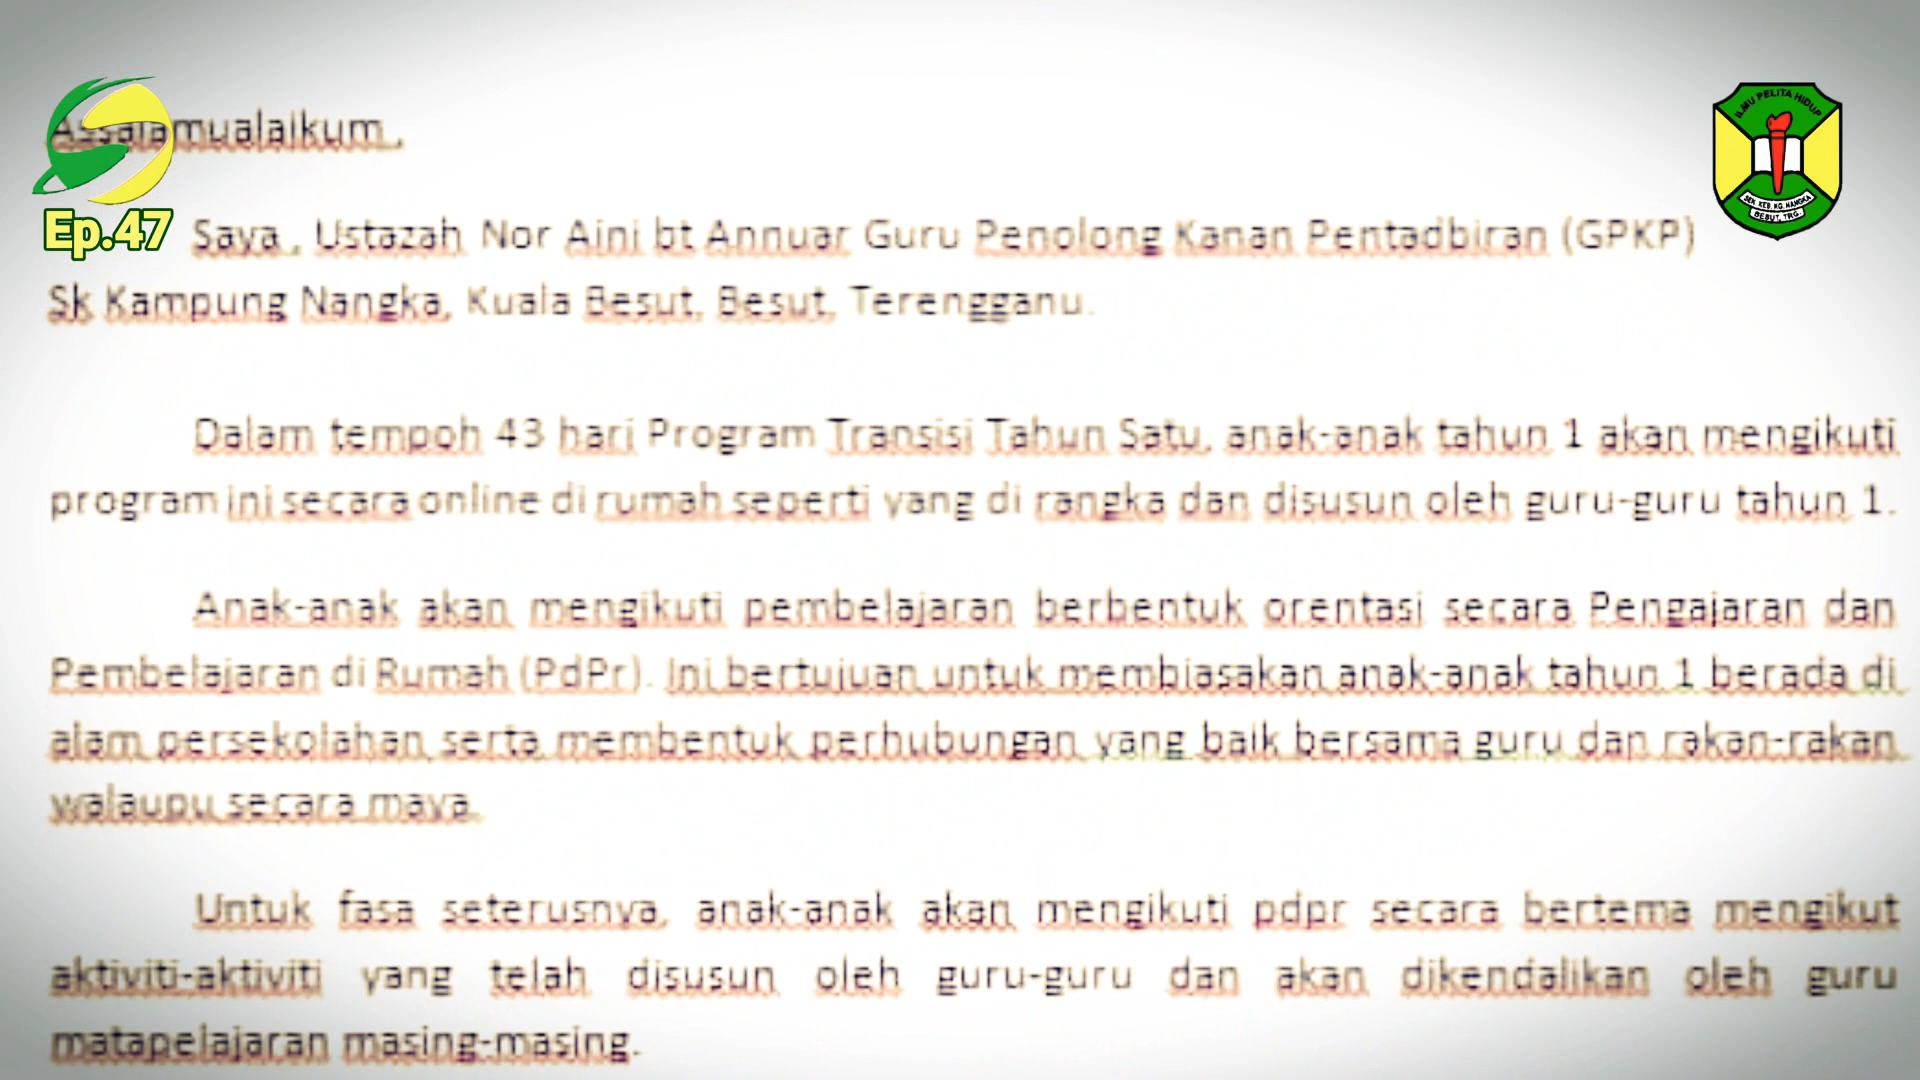 Assalamualaikum.
Ep.47
ILMU PELITA HIDUP
SEK. KEB. KG. NANGKA
BESUT, TRG.
Saya, Ustazah Nor Aini bt Annuar Guru Penolong Kanan Pentadbiran (GPKP)
Sk Kampung Nangka, Kuala Besut, Besut, Terengganu.
Dalam tempoh 43 hari Program Transisi Tahun Satu, anak-anak tahun 1 akan mengikuti
program ini secara online di rumah seperti yang di rangka dan disusun oleh guru-guru tahun 1.
Anak-anak akan mengikuti pembelajaran berbentuk orentasi secara Pengajaran dan
Pembelajaran di Rumah (PdPr). Ini bertujuan untuk membiasakan anak-anak tahun 1 berada di
alam persekolahan serta membentuk perhubungan yang baik bersama guru dan rakan-rakan
walaupu secara maya.
Untuk fasa seterusnya, anak-anak akan mengikuti pdpr secara bertema mengikut
aktiviti-aktiviti yang telah disusun oleh guru-guru dan akan dikendalikan oleh guru
matapelajaran masing-masing.